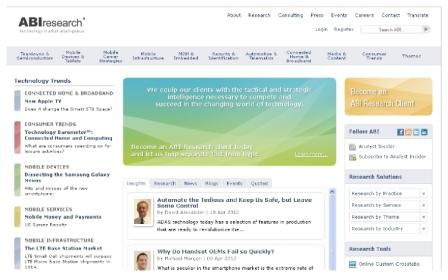 About Research Consulting Press Events Careers Contact Translate
ABIresearch®
technology market intelligence
Login Register Search ABI
Teardowns & Semiconductors
Mobile Devices & Tablets
Mobile Carrier Strategies
Mobile Infrastructure
M2M & Embedded
Security & Identification
Automotive & Telematics
Connected Home & Broadband
Media & Content
Consumer Trends
Themes
Technology Trends
CONNECTED HOME & BROADBAND
New Apple TV
Does it Change the Smart STB Space?
CONSUMER TRENDS
Technology Barometer™:
Connected Home and Computing
What are consumers spending on for leisure activities?
MOBILE DEVICES
Dissecting the Samsung Galaxy Nexus
Hits and misses of the new smartphone.
MOBILE SERVICES
Mobile Money and Payments
US Carrier Results
MOBILE INFRASTRUCTURE
The LTE Base Station Market
LTE Small Cell shipments will surpass
LTE Macro Base Station shipments in
2014.
We equip our clients with the tactical and strategic
intelligence necessary to compete and
succeed in the changing world of technology.
Become an ABI Research client today
and let us help separate
Learn more...
Insights Research News Blogs Events Quoted
Automate the Tedious and Keep Us Safe, but Leave
Some Control
by David Alexander | 19 Apr 2012
ADAS technology today has a selection of features in production
that are ready to revolutionise the...
Why Do Handset OEMs Fail so Quickly?
by Michael Morgan | 09 Apr 2012
What is peculiar in the smartphone market is the extreme rate of
Become an
ABI Research Client
Follow ABI
Analyst Insider
Subscribe to Analyst Insider
Research Solutions
Research by Practice
Research by Service
Research by Theme
Research by Industry
Research Tools
Online Custom Crosstabs